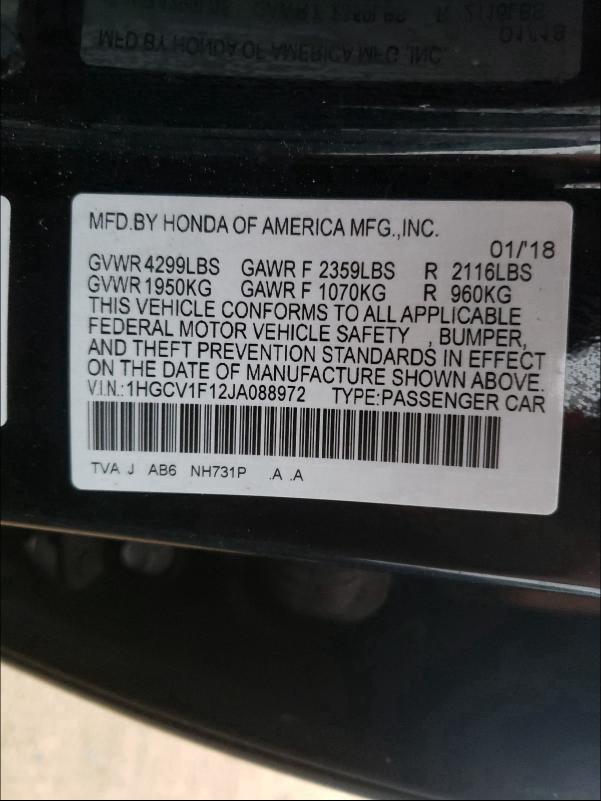 MFD.BY HONDA OF AMERICA MFG.,INC.
01/'18
GVWR 4299LBS GAWR F 2359LBS R 2116LBS
GVWR 1950KG GAWR F 1070KG R 960KG
THIS VEHICLE CONFORMS TO ALL APPLICABLE
FEDERAL MOTOR VEHICLE SAFETY , BUMPER,
AND THEFT PREVENTION STANDARDS IN EFFECT
ON THE DATE OF MANUFACTURE SHOWN ABOVE.
V.I.N.:1HGCV1F12JA088972 TYPE:PASSENGER CAR
TVA J AB6 NH731P .A .A